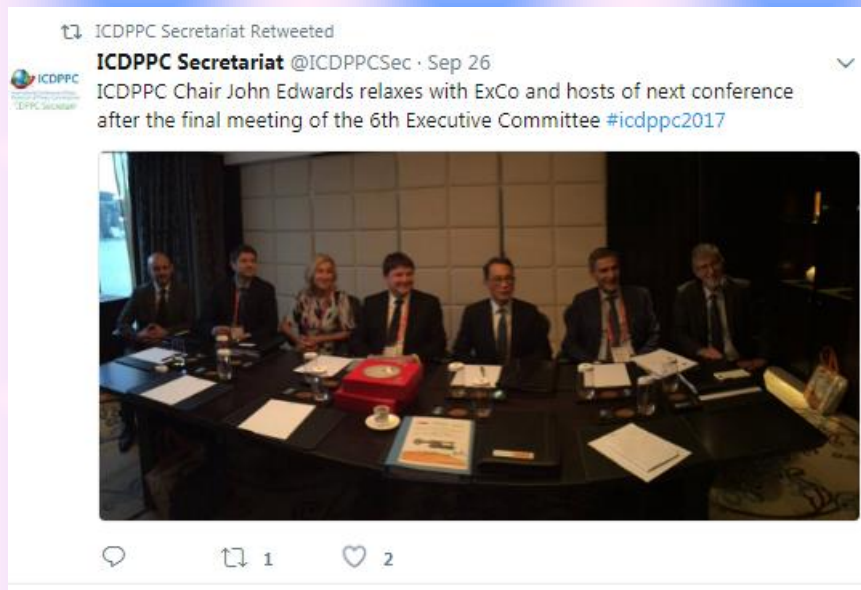 ICDPPC Secretariat Retweeted
ICDPPC Secretariat @ICDPPCSec · Sep 26
ICDPPC
ICDPPC Chair John Edwards relaxes with ExCo and hosts of next conference
after the final meeting of the 6th Executive Committee #icdppc2017
1 2